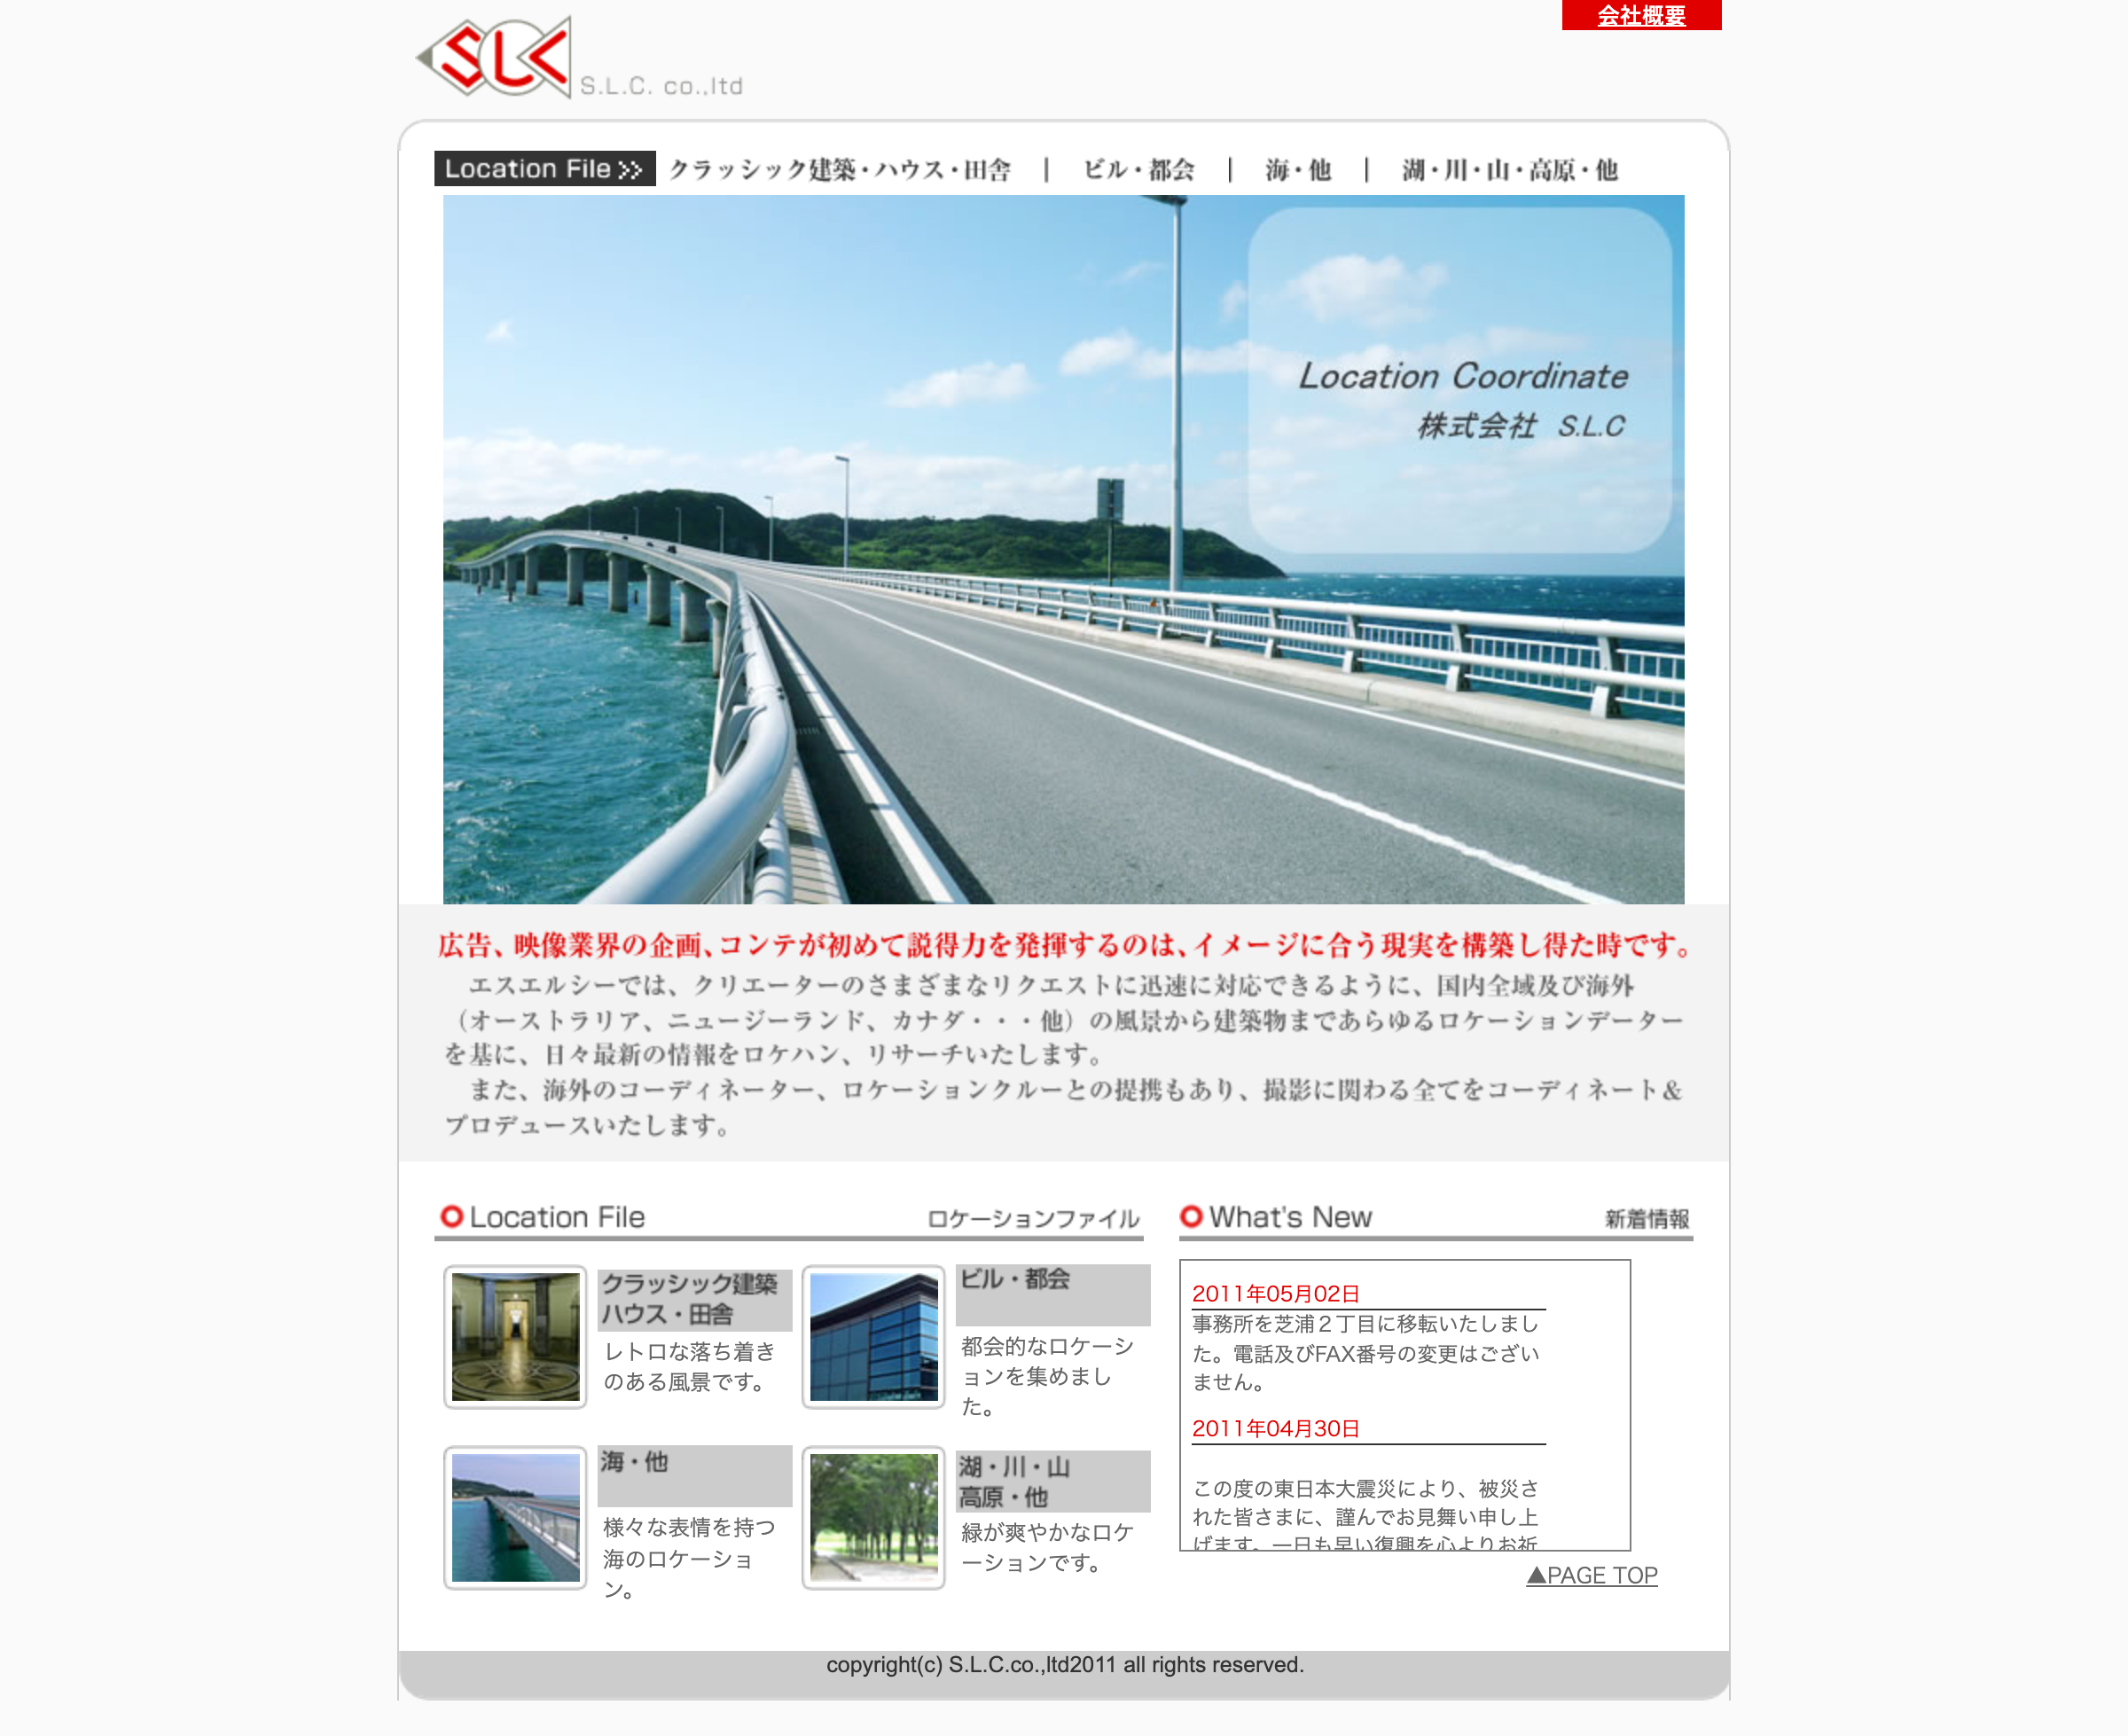 会社概要
SLC S.L.C. co.,ltd
Location File >> クラッシック建築・ハウス・田舎 | ビル・都会 | 海・他 | 湖・川・山・高原・他
Location Coordinate
株式会社 S.L.C
広告、映像業界の企画、コンテが初めて説得力を発揮するのは、イメージに合う現実を構築し得た時です。
エスエルシーでは、クリエーターのさまざまなリクエストに迅速に対応できるように、国内全域及び海外
（オーストラリア、ニュージーランド、カナダ・・・他）の風景から建築物まであらゆるロケーションデーター
を基に、日々最新の情報をロケハン、リサーチいたします。
また、海外のコーディネーター、ロケーションクルーとの提携もあり、撮影に関わる全てをコーディネート＆
プロデュースいたします。
Location File ロケーションファイル
クラッシック建築
ハウス・田舎
レトロな落ち着き
のある風景です。
ビル・都会
都会的なロケーシ
ョンを集めまし
た。
海・他
様々な表情を持つ
海のロケーショ
ン。
湖・川・山
高原・他
緑が爽やかなロケ
ーションです。
What's New 新着情報
2011年05月02日
事務所を芝浦２丁目に移転いたしまし
た。電話及びFAX番号の変更はござい
ません。
2011年04月30日
この度の東日本大震災により、被災さ
れた皆さまに、謹んでお見舞い申し上
げます。一日も早い復興を心よりお祈
▲PAGE TOP
copyright(c) S.L.C.co.,ltd2011 all rights reserved.